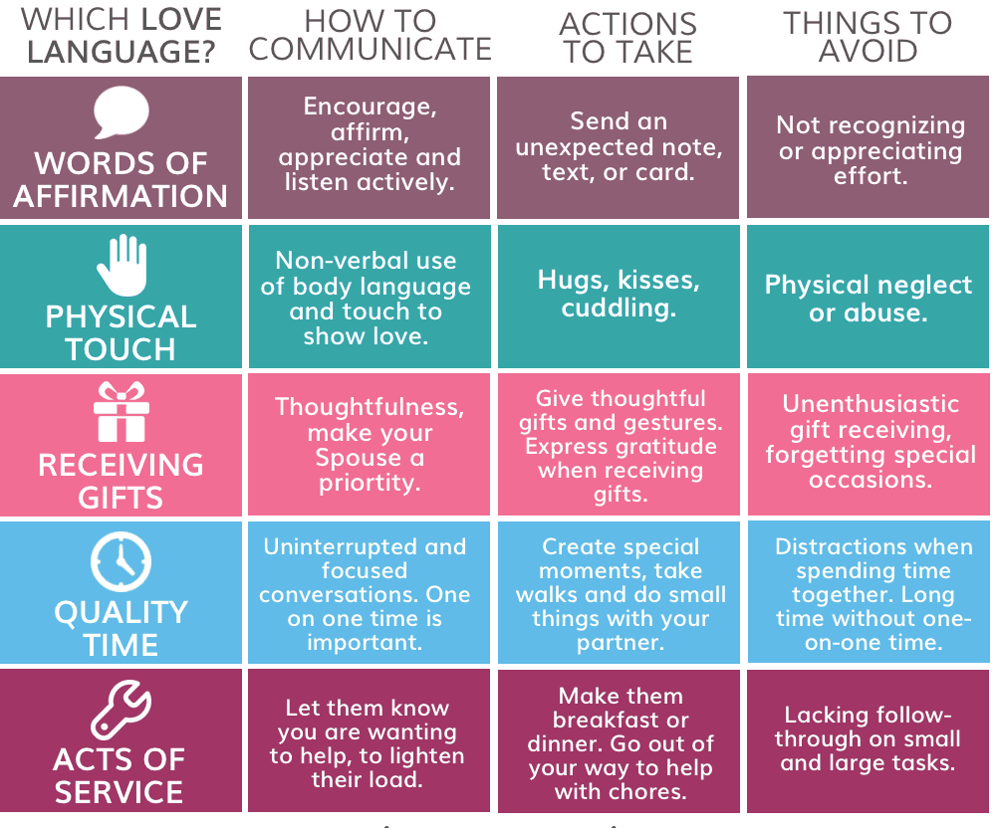 WHICH LOVE
LANGUAGE?
HOW TO
COMMUNICATE
ACTIONS
TO TAKE
THINGS TO
AVOID
WORDS OF
AFFIRMATION
Encourage,
affirm,
appreciate and
listen actively.
Send an
unexpected note,
text, or card.
Not recognizing
or appreciating
effort.
PHYSICAL
TOUCH
Non-verbal use
of body language
and touch to
show love.
Hugs, kisses,
cuddling.
Physical neglect
or abuse.
RECEIVING
GIFTS
Thoughtfulness,
make your
Spouse a
priortity.
Give thoughtful
gifts and gestures.
Express gratitude
when receiving
gifts.
Unenthusiastic
gift receiving,
forgetting special
occasions.
QUALITY
TIME
Uninterrupted and
focused
conversations. One
on one time is
important.
Create special
moments, take
walks and do small
things with your
partner.
Distractions when
spending time
together. Long
time without one-
on-one time.
ACTS OF
SERVICE
Let them know
you are wanting
to help, to lighten
their load.
Make them
breakfast or
dinner. Go out of
your way to help
with chores.
Lacking follow-
through on small
and large tasks.